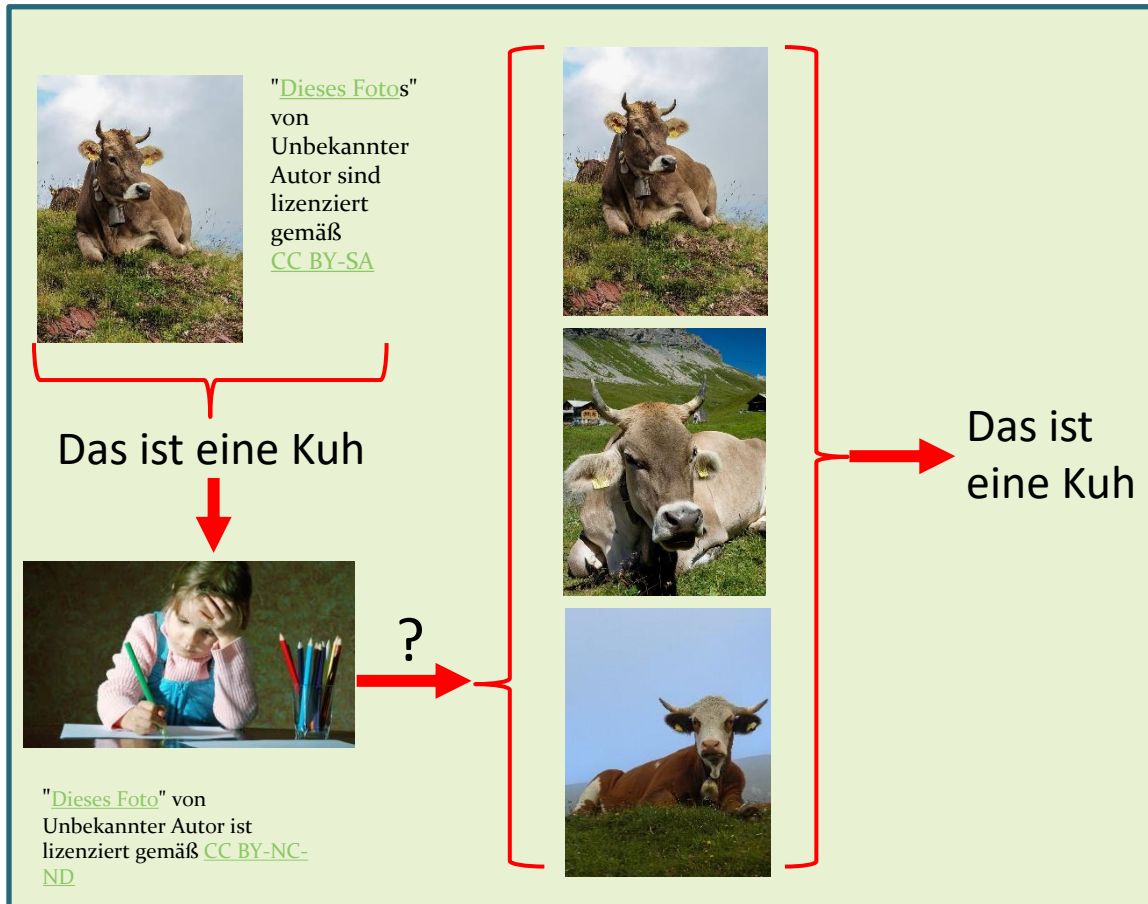 "Dieses Fotos"
von
Unbekannter
Autor sind
lizenziert
gemäß
CC BY-SA
Das ist eine Kuh
?
"Dieses Foto" von
Unbekannter Autor ist
lizenziert gemäß CC BY-NC-
ND
Das ist
eine Kuh